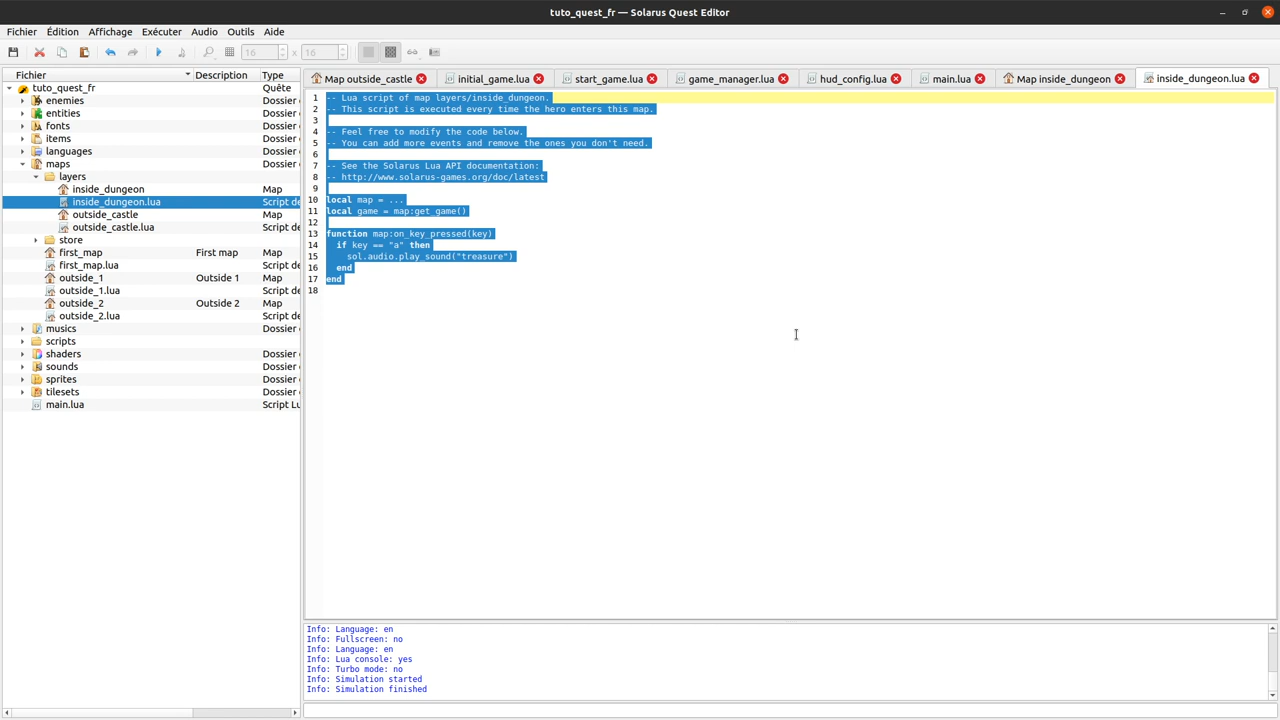 tuto_quest_fr — Solarus Quest Editor
Fichier Édition Affichage Exécuter Audio Outils Aide
16 x 16
Fichier Description Type
tuto_quest_fr Quête
enemies Dossier
entities Dossier
fonts Dossier
items Dossier
languages Dossier
maps Dossier
layers
inside_dungeon Map
inside_dungeon.lua Script de
outside_castle Map
outside_castle.lua Script de
store
first_map First map Map
first_map.lua Script de
outside_1 Outside 1 Map
outside_1.lua Script de
outside_2 Outside 2 Map
outside_2.lua Script de
musics Dossier
scripts
shaders Dossier
sounds Dossier
sprites Dossier
tilesets Dossier
main.lua Script Lu
Map outside_castle initial_game.lua start_game.lua game_manager.lua hud_config.lua main.lua Map inside_dungeon inside_dungeon.lua
1 -- Lua script of map layers/inside_dungeon.
2 -- This script is executed every time the hero enters this map.
3
4 -- Feel free to modify the code below.
5 -- You can add more events and remove the ones you don't need.
6
7 -- See the Solarus Lua API documentation:
8 -- http://www.solarus-games.org/doc/latest
9
10 local map = ...
11 local game = map:get_game()
12
13 function map:on_key_pressed(key)
14 if key == "a" then
15 sol.audio.play_sound("treasure")
16 end
17 end
18
Info: Language: en
Info: Fullscreen: no
Info: Language: en
Info: Lua console: yes
Info: Turbo mode: no
Info: Simulation started
Info: Simulation finished